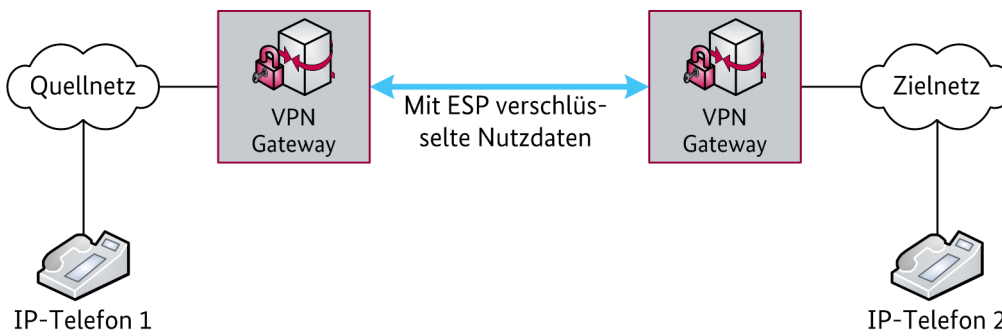 Quellnetz
VPN
Gateway
Mit ESP verschlüs-
selte Nutzdaten
VPN
Gateway
Zielnetz
IP-Telefon 1
IP-Telefon 2